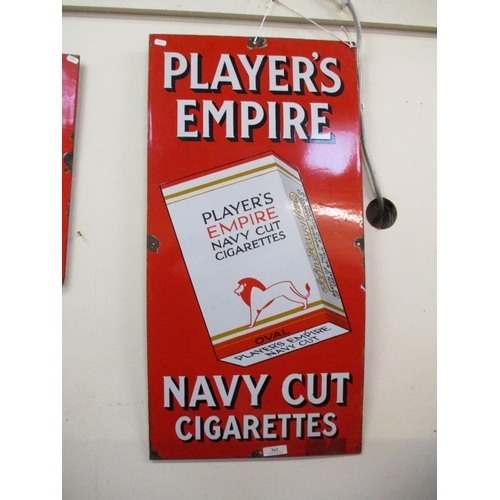 PLAYER'S
EMPIRE
PLAYER'S
EMPIRE
NAVY CUT
CIGARETTES
OVAL
PLAYER'S EMPIRE
NAVY CUT
NAVY CUT
CIGARETTES